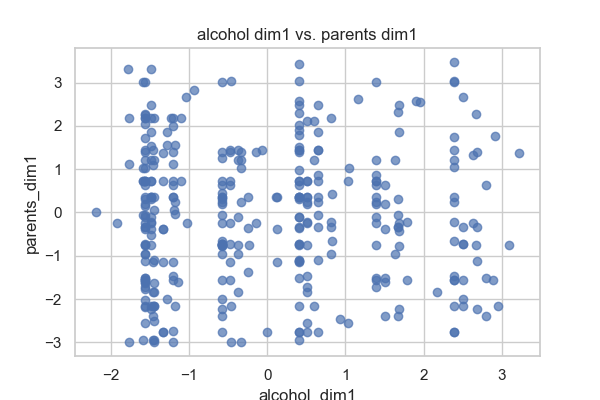 alcohol dim1 vs. parents dim1
parents_dim1
3
2
1
0
−1
−2
−3
−2 −1 0 1 2 3
alcohol_dim1